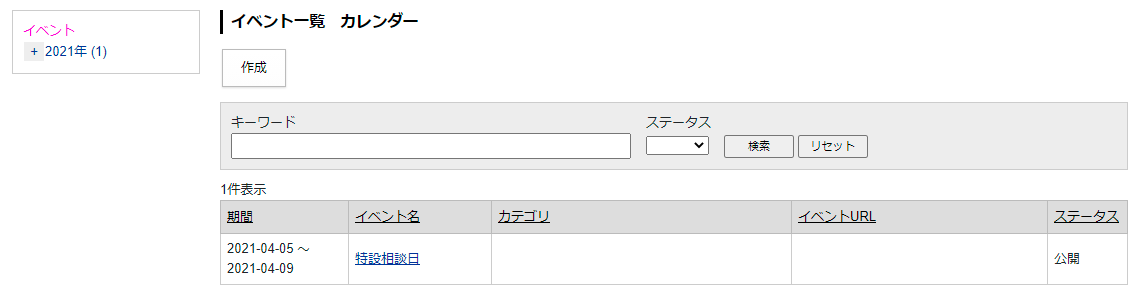 イベント
+ 2021年 (1)
イベント一覧　カレンダー
作成
キーワード
ステータス
検索 リセット
1件表示
期間 イベント名 カテゴリ イベントURL ステータス
2021-04-05 ～
2021-04-09
特設相談日
公開